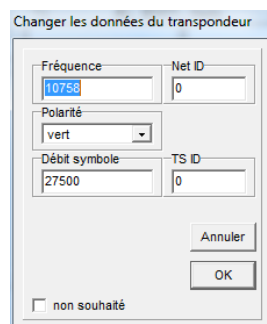 Changer les données du transpondeur
Fréquence
Net ID
10758
0
Polarité
vert
Débit symbole
TS ID
27500
0
Annuler
OK
non souhaité